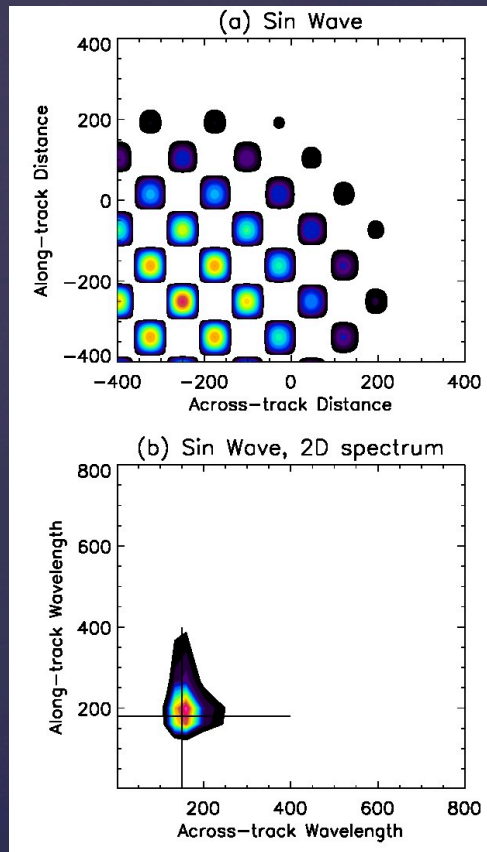 (a) Sin Wave
400
200
0
−200
−400
Along−track Distance
−400 −200 0 200 400
Across−track Distance
(b) Sin Wave, 2D spectrum
800
600
400
200
Along−track Wavelength
200 400 600 800
Across−track Wavelength